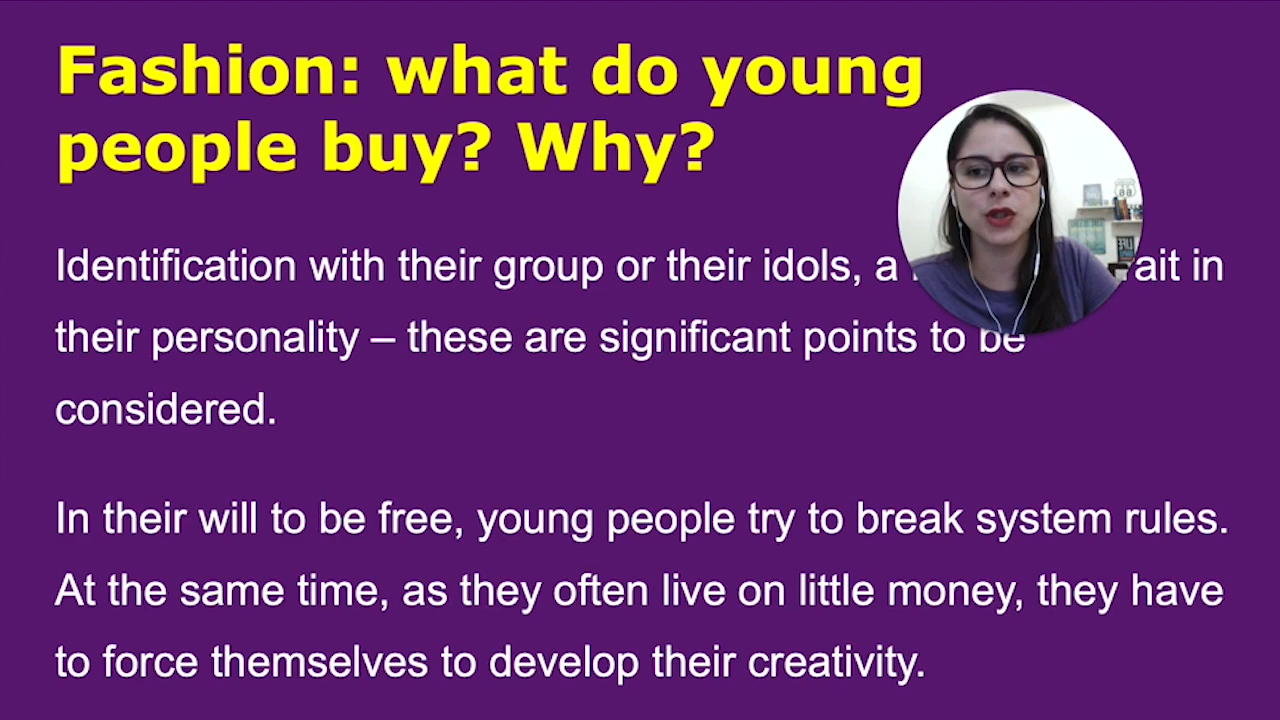 Fashion: what do young
people buy? Why?
Identification with their group or their idols, a in
their personality – these are significant points to be
considered.
In their will to be free, young people try to break system rules.
At the same time, as they often live on little money, they have
to force themselves to develop their creativity.